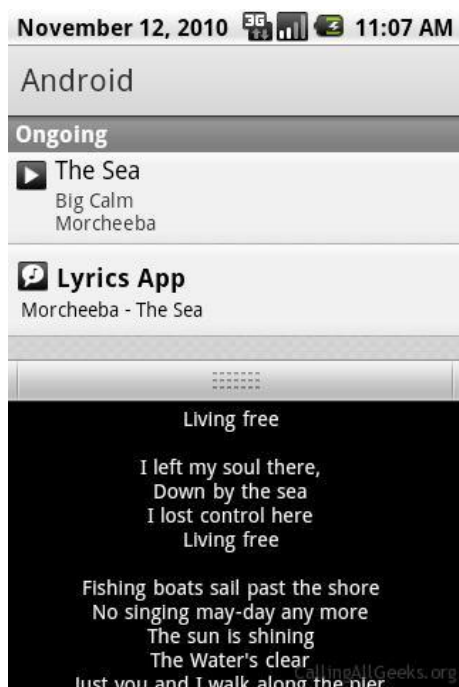 November 12, 2010 3G 11:07 AM
Android
Ongoing
The Sea
Big Calm
Morcheeba
Lyrics App
Morcheeba - The Sea
Living free
I left my soul there,
Down by the sea
I lost control here
Living free
Fishing boats sail past the shore
No singing may-day any more
The sun is shining
The Water's clear
Just you and I walk along the pier
CallingAllGeeks.org